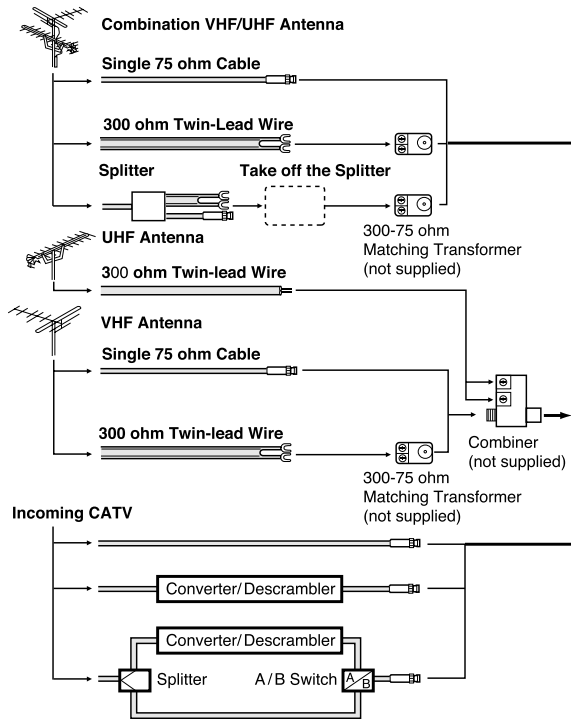 Combination VHF/UHF Antenna
Single 75 ohm Cable
300 ohm Twin-Lead Wire
Splitter
Take off the Splitter
300-75 ohm
Matching Transformer
(not supplied)
UHF Antenna
300 ohm Twin-lead Wire
VHF Antenna
Single 75 ohm Cable
300 ohm Twin-lead Wire
Combiner
(not supplied)
300-75 ohm
Matching Transformer
(not supplied)
Incoming CATV
Converter/Descrambler
Converter/Descrambler
Splitter
A/B Switch
A
B